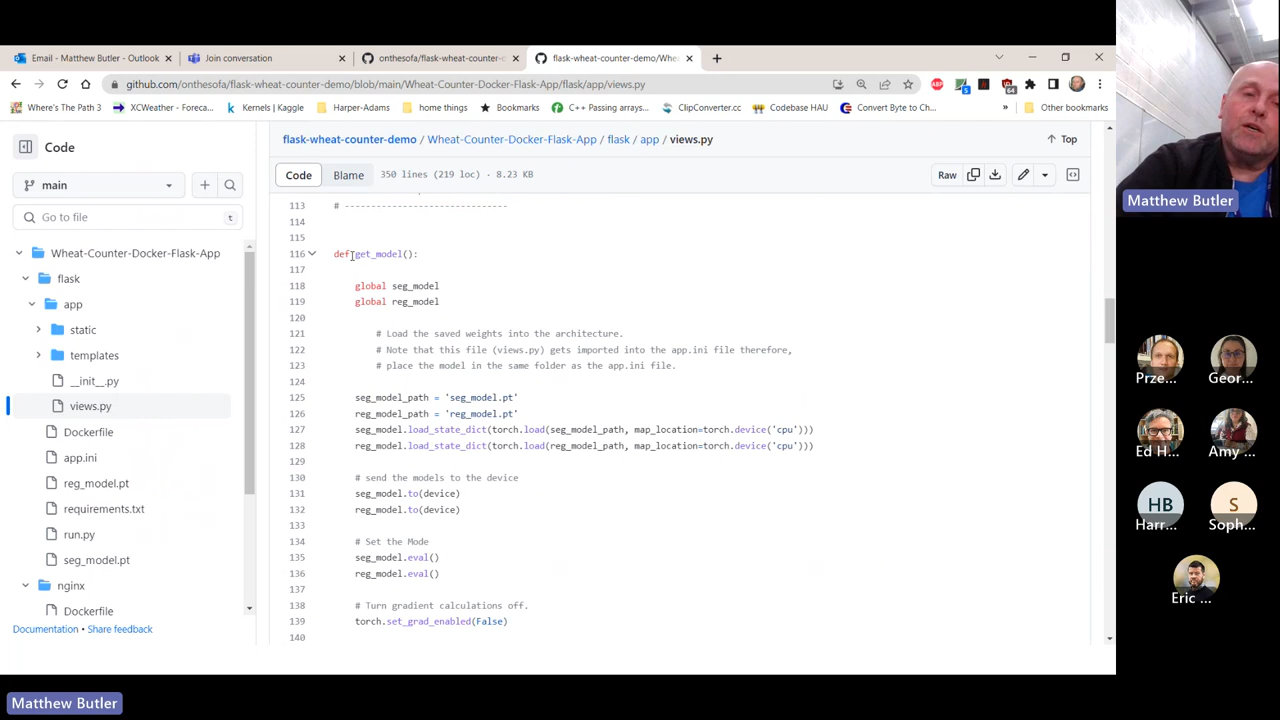 Email - Matthew Butler - Outlook
Join conversation
onthesofa/flask-wheat-counter-
flask-wheat-counter-demo/Whe
github.com/onthesofa/flask-wheat-counter-demo/blob/main/Wheat-Counter-Docker-Flask-App/flask/app/views.py
Where's The Path 3
XCWeather - Foreca...
Kernels | Kaggle
Harper-Adams
home things
Bookmarks
C++ Passing arrays...
ClipConverter.cc
Codebase HAU
Convert Byte to Ch...
»
Other bookmarks
Code
main
Go to file
t
Wheat-Counter-Docker-Flask-App
flask
app
static
templates
__init__.py
views.py
Dockerfile
app.ini
reg_model.pt
requirements.txt
run.py
seg_model.pt
nginx
Dockerfile
Documentation • Share feedback
flask-wheat-counter-demo / Wheat-Counter-Docker-Flask-App / flask / app / views.py
Top
Code
Blame
350 lines (219 loc) · 8.23 KB
Raw
113 # -------------------------------
114
115
116 def get_model():
117
118 global seg_model
119 global reg_model
120
121 # Load the saved weights into the architecture.
122 # Note that this file (views.py) gets imported into the app.ini file therefore,
123 # place the model in the same folder as the app.ini file.
124
125 seg_model_path = 'seg_model.pt'
126 reg_model_path = 'reg_model.pt'
127 seg_model.load_state_dict(torch.load(seg_model_path, map_location=torch.device('cpu')))
128 reg_model.load_state_dict(torch.load(reg_model_path, map_location=torch.device('cpu')))
129
130 # send the models to the device
131 seg_model.to(device)
132 reg_model.to(device)
133
134 # Set the Mode
135 seg_model.eval()
136 reg_model.eval()
137
138 # Turn gradient calculations off.
139 torch.set_grad_enabled(False)
140
Matthew Butler
Prze...
Geor...
Ed H...
Amy ...
HB
S
Harr...
Soph...
Eric ...
Matthew Butler